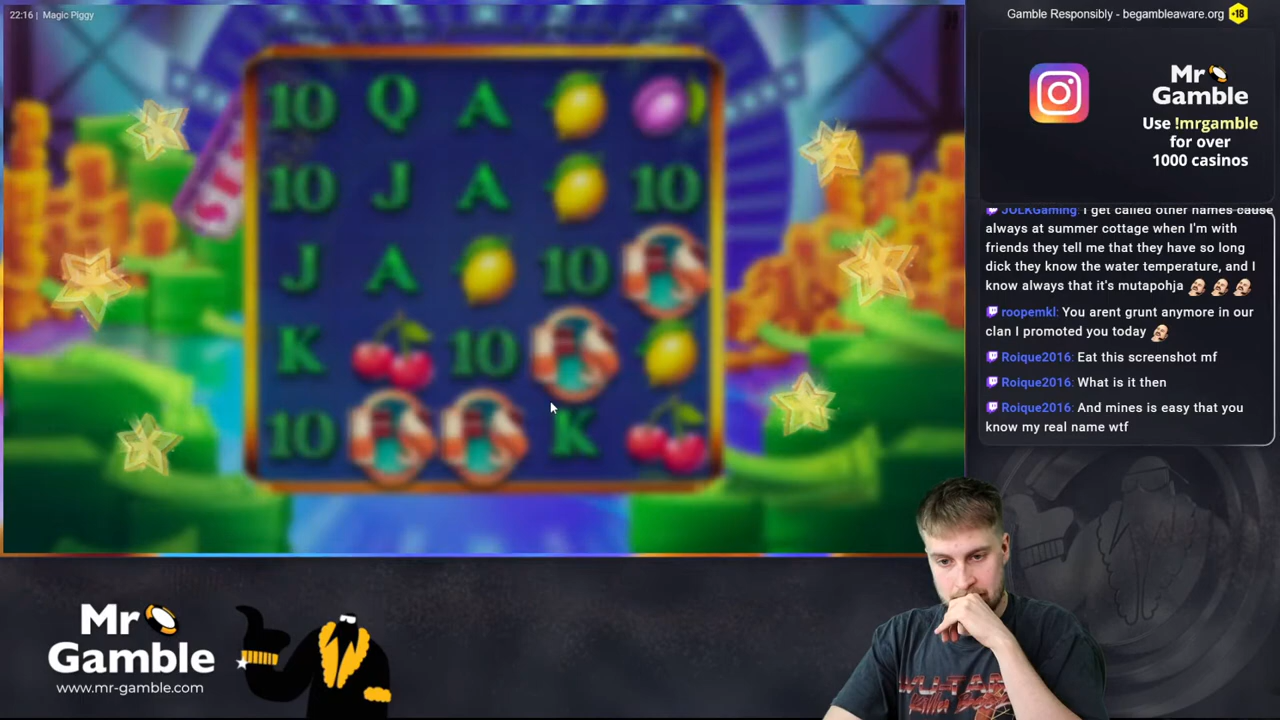 22:16 | Magic Piggy
10 Q A
10 J A 10
J A 10
K 10
10 K
Gamble Responsibly - begambleaware.org +18
Mr
Gamble
Use !mrgamble
for over
1000 casinos
JOLKGaming: I get called other names cause
always at summer cottage when I'm with
friends they tell me that they have so long
dick they know the water temperature, and I
know always that it's mutapohja
roopemkl: You arent grunt anymore in our
clan I promoted you today
Roique2016: Eat this screenshot mf
Roique2016: What is it then
Roique2016: And mines is easy that you
know my real name wtf
Mr
Gamble
www.mr-gamble.com
WU-TANG